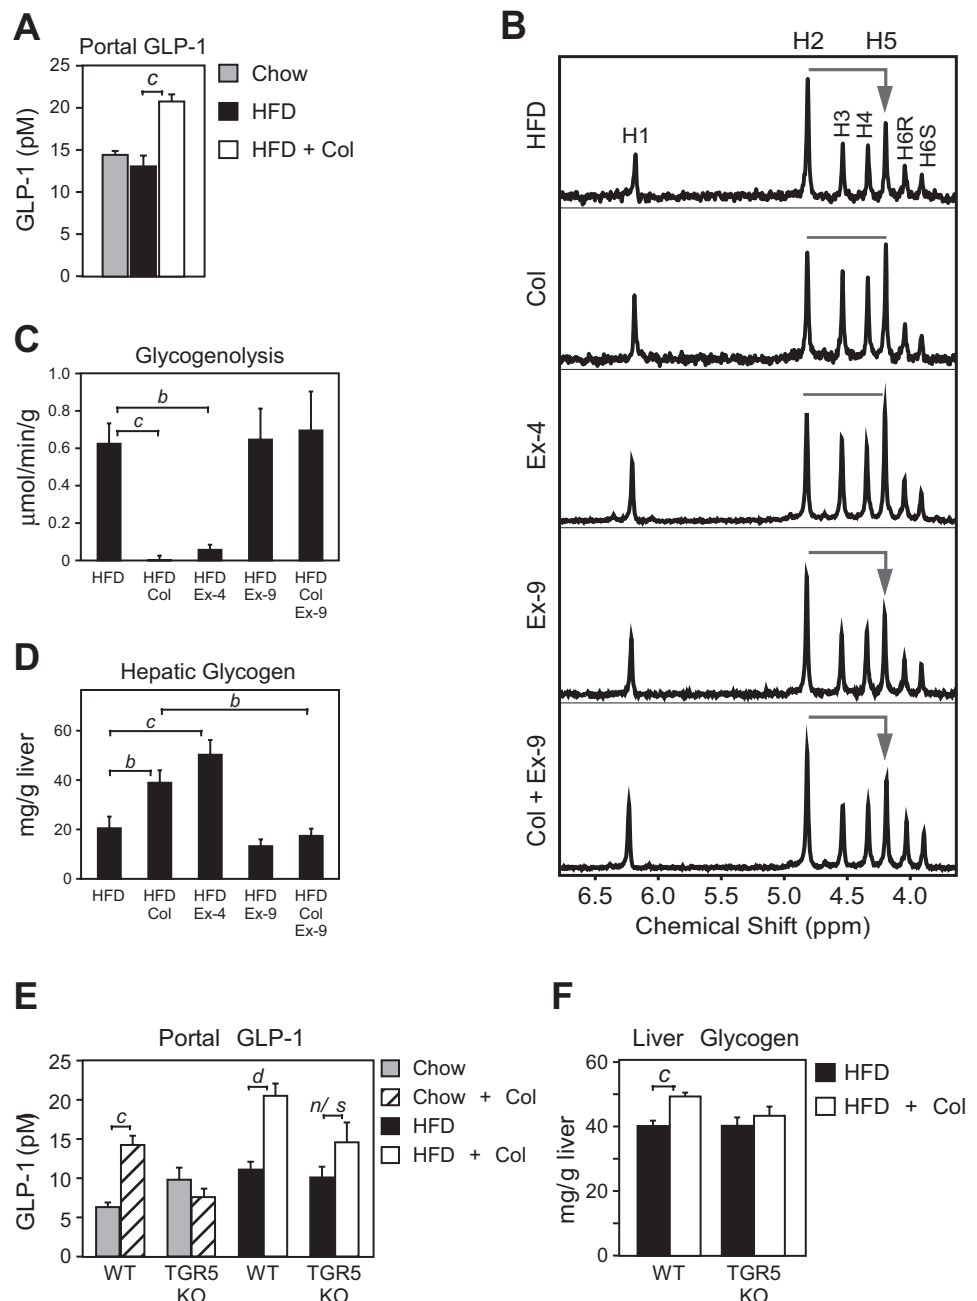 A
Portal GLP-1
25
20
15
10
5
0
GLP-1 (pM)
c
Chow
HFD
HFD + Col
B
H2
H5
H1
H3
H4
H6R
H6S
HFD
Col
Ex-4
Ex-9
Col + Ex-9
6.5 6.0 5.0 4.5 4.0
Chemical Shift (ppm)
C
Glycogenolysis
1.0
0.8
0.6
0.4
0.2
0
µmol/min/g
b
c
HFD HFD HFD HFD HFD
Col Ex-4 Ex-9 Col
Ex-9
D
Hepatic Glycogen
60
40
20
0
mg/g liver
b
c
b
HFD HFD HFD HFD HFD
Col Ex-4 Ex-9 Col
Ex-9
E
Portal GLP-1
25
20
15
10
5
0
GLP-1 (pM)
c
d
n/ s
WT TGR5 WT TGR5
KO KO
Chow
Chow + Col
HFD
HFD + Col
F
Liver Glycogen
60
40
20
0
mg/g liver
c
WT TGR5
KO
HFD
HFD + Col